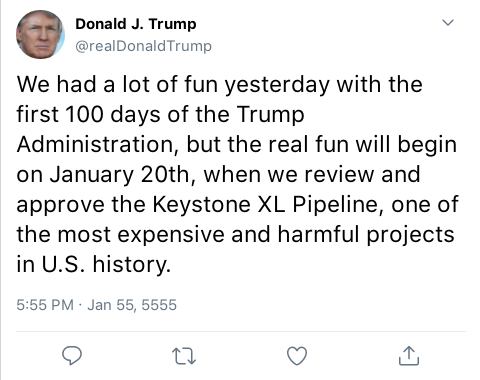 Donald J. Trump
@realDonaldTrump
We had a lot of fun yesterday with the
first 100 days of the Trump
Administration, but the real fun will begin
on January 20th, when we review and
approve the Keystone XL Pipeline, one of
the most expensive and harmful projects
in U.S. history.
5:55 PM · Jan 55, 5555